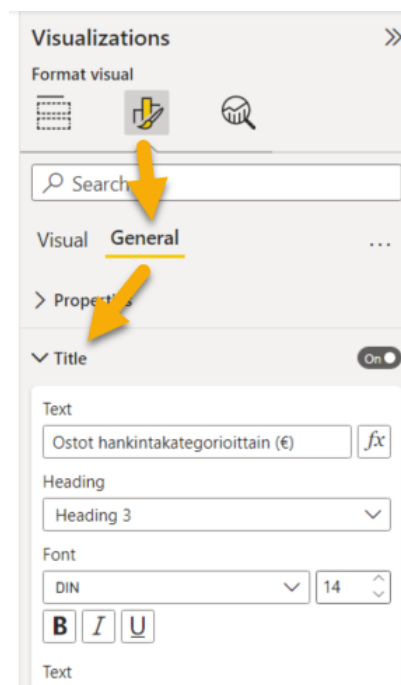 Visualizations
Format visual
Search
Visual General
Properties
Title On
Text
Ostot hankintakategorioittain (€) fx
Heading
Heading 3
Font
DIN 14
B I U
Text